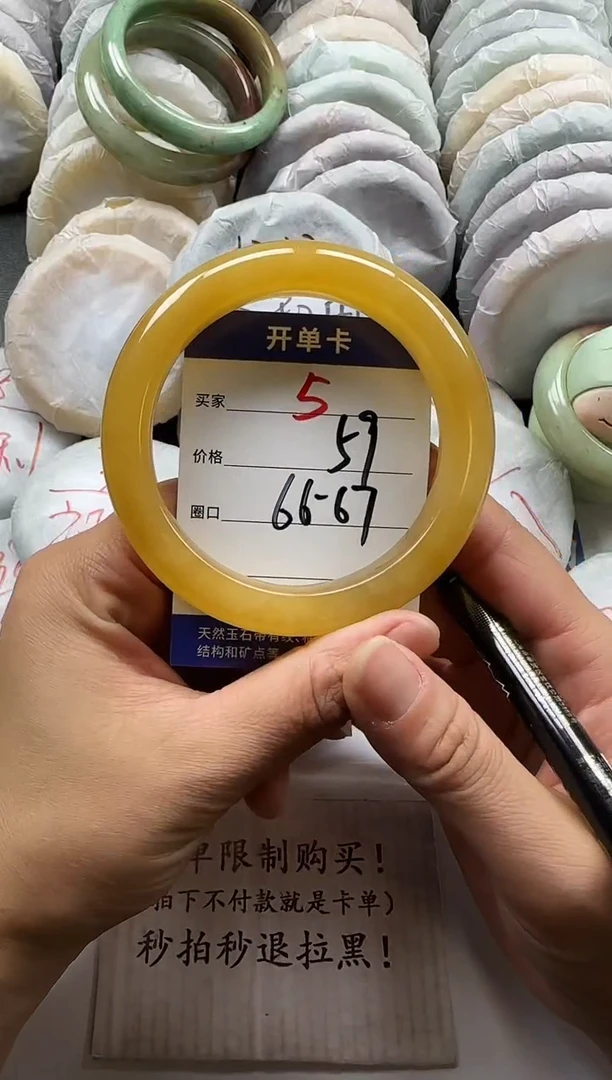 开单卡
买家 5
价格 59
圈口 66-67
天然玉石带有纹、
结构和矿点等
单限制购买！
拍下不付款就是卡单）
秒拍秒退拉黑！